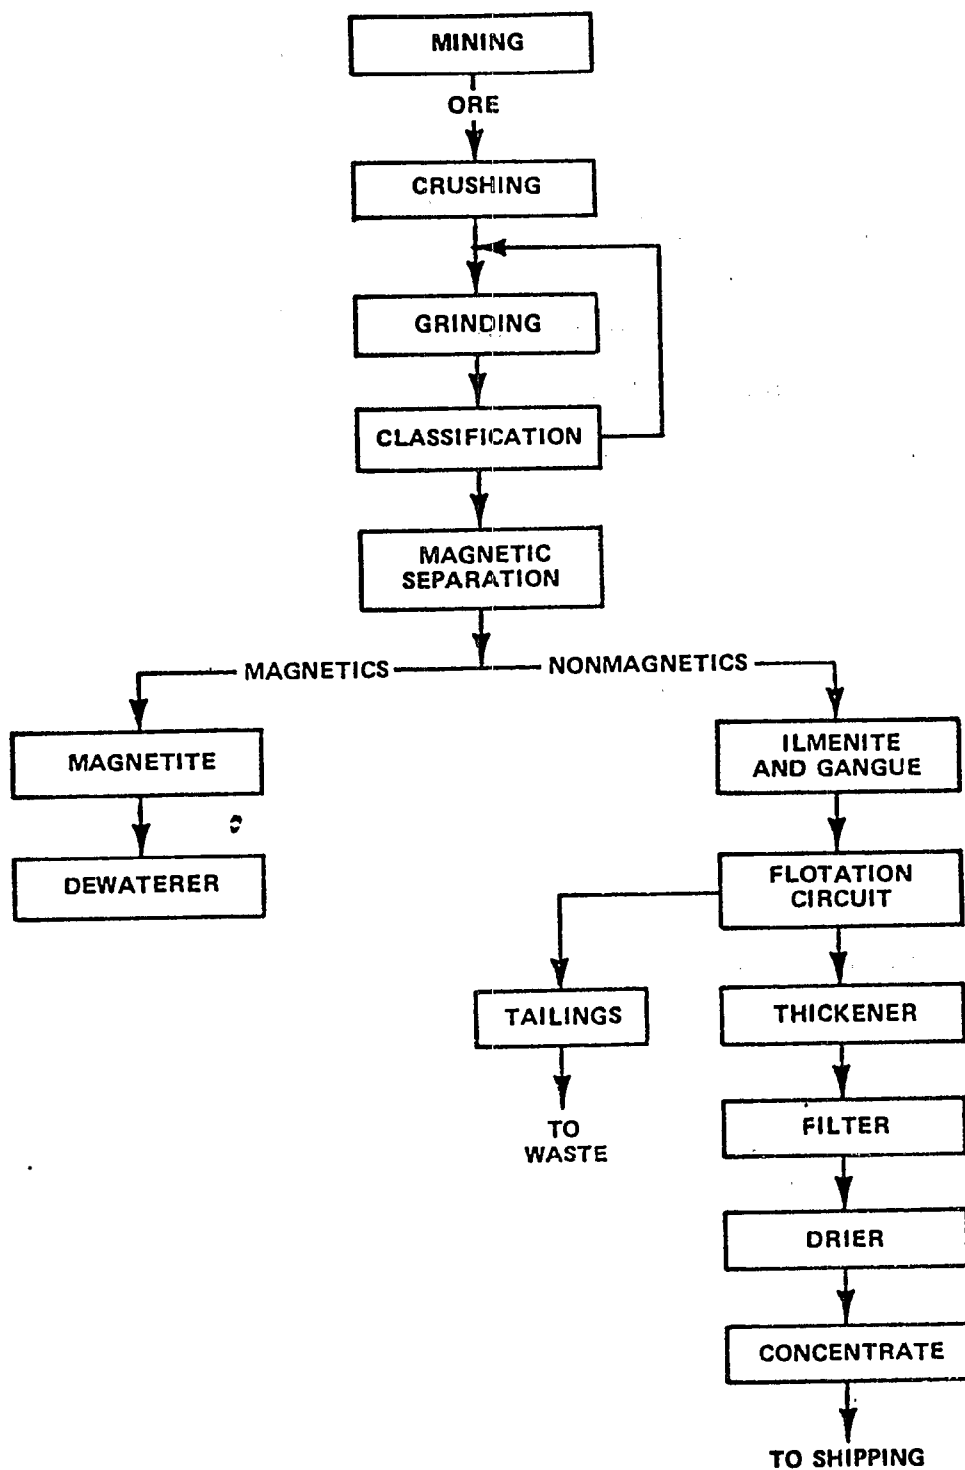 MINING
ORE
CRUSHING
GRINDING
CLASSIFICATION
MAGNETIC
SEPARATION
MAGNETICS
NONMAGNETICS
MAGNETITE
ILMENITE
AND GANGUE
DEWATERER
FLOTATION
CIRCUIT
TAILINGS
THICKENER
TO
WASTE
FILTER
DRIER
CONCENTRATE
TO SHIPPING